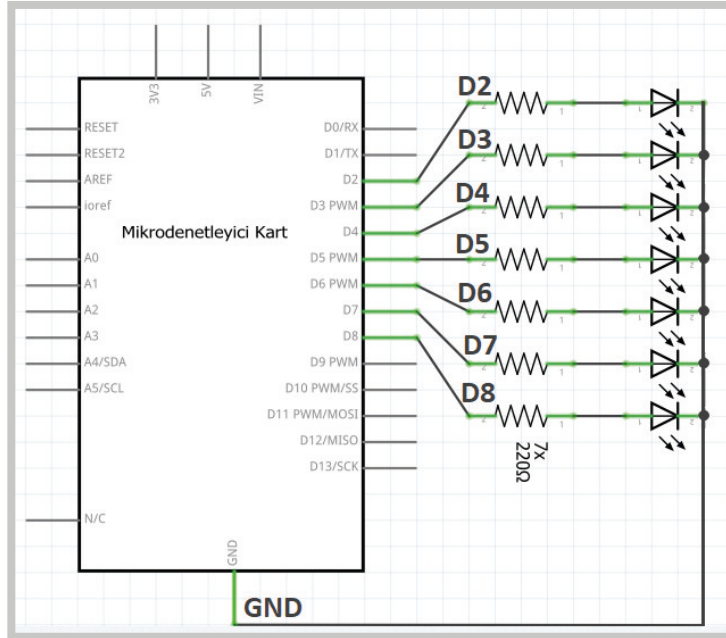 3V3
5V
VIN
RESET
RESET2
AREF
ioref
A0
A1
A2
A3
A4/SDA
A5/SCL
N/C
Mikrodenetleyici Kart
D0/RX
D1/TX
D2
D3 PWM
D4
D5 PWM
D6 PWM
D7
D8
D9 PWM
D10 PWM/SS
D11 PWM/MOSI
D12/MISO
D13/SCK
GND
GND
D2
D3
D4
D5
D6
D7
D8
7x
220Ω